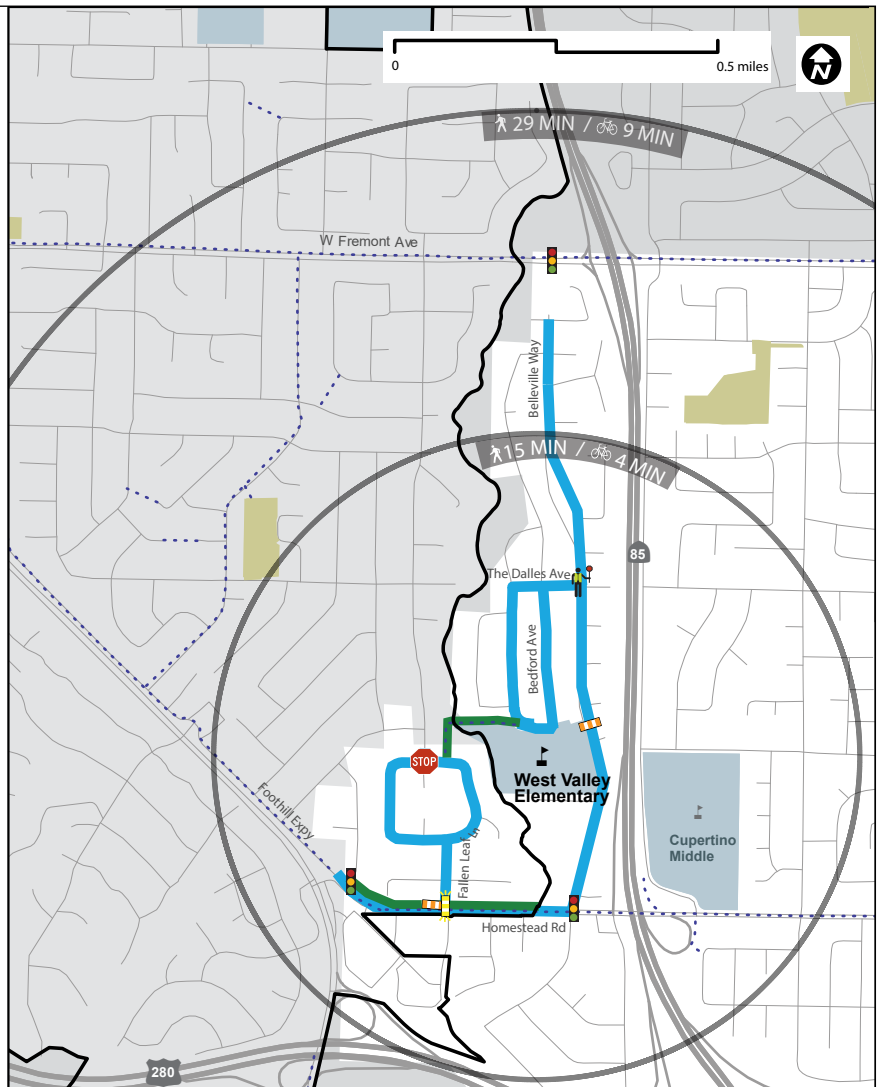 0 0.5 miles
N
29 MIN / 9 MIN
W Fremont Ave
Belleville Way
15 MIN / 4 MIN
85
The Dalles Ave
Bedford Ave
STOP
West Valley
Elementary
Foothill Expy
Fallen Leaf Ln
Cupertino
Middle
Homestead Rd
280